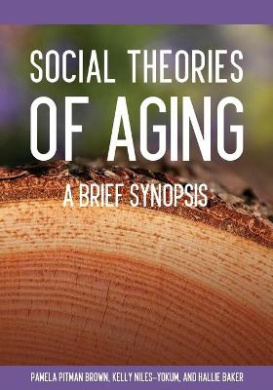 SOCIAL THEORIES
OF AGING
A BRIEF SYNOPSIS
PAMELA PITMAN BROWN, KELLY NILES-YOKUM, AND HALLIE BAKER